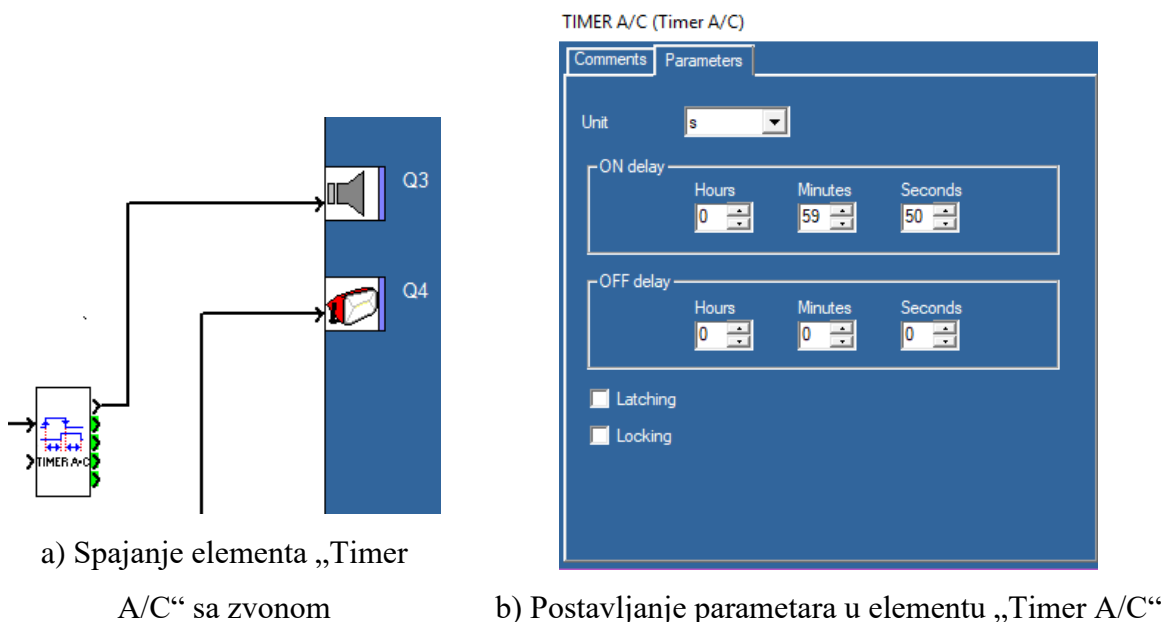 TIMER A/C (Timer A/C)
Comments Parameters
Unit s
ON delay
Hours Minutes Seconds
0 59 50
OFF delay
Hours Minutes Seconds
0 0 0
Latching
Locking
Q3
Q4
TIMER A/C
a) Spajanje elementa „Timer
A/C“ sa zvonom
b) Postavljanje parametara u elementu „Timer A/C“